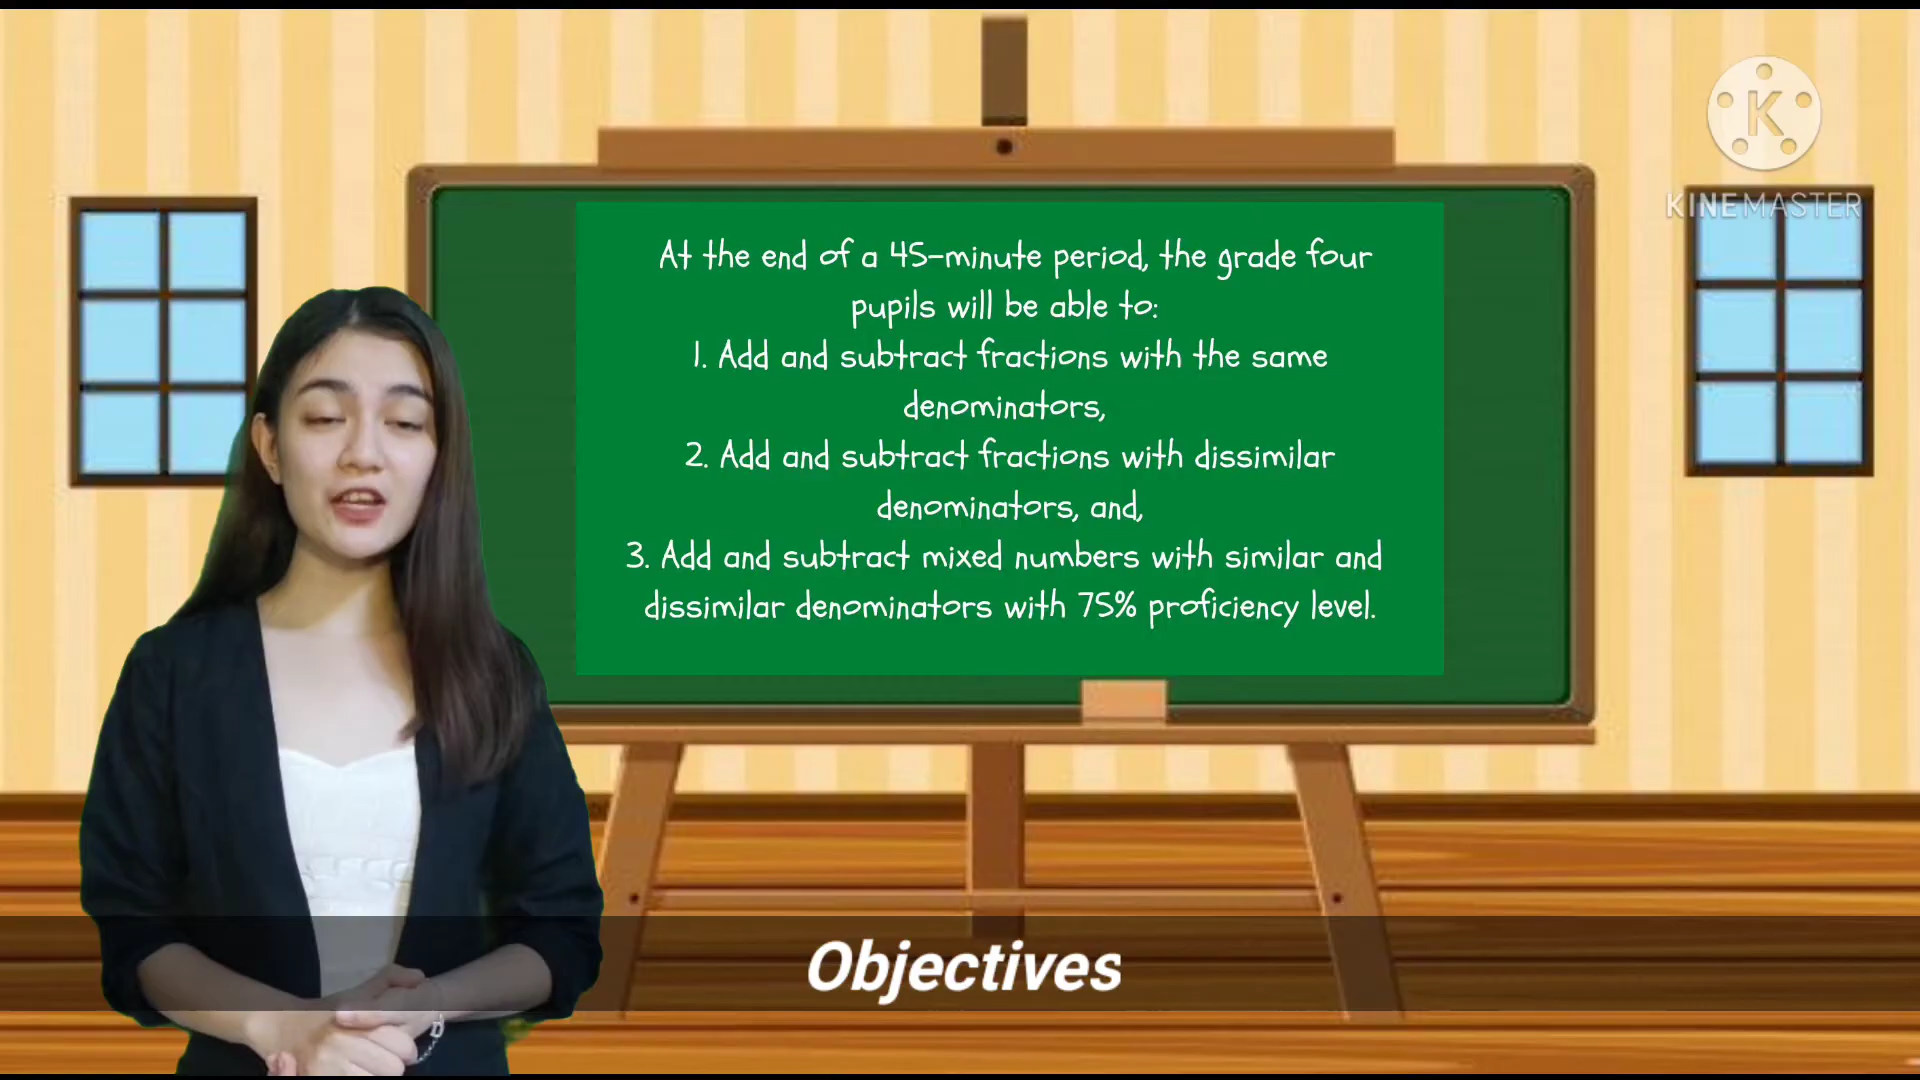 K
KINEMASTER
At the end of a 45-minute period, the grade four
pupils will be able to:
1. Add and subtract fractions with the same
denominators,
2. Add and subtract fractions with dissimilar
denominators, and,
3. Add and subtract mixed numbers with similar and
dissimilar denominators with 75% proficiency level.
Objectives